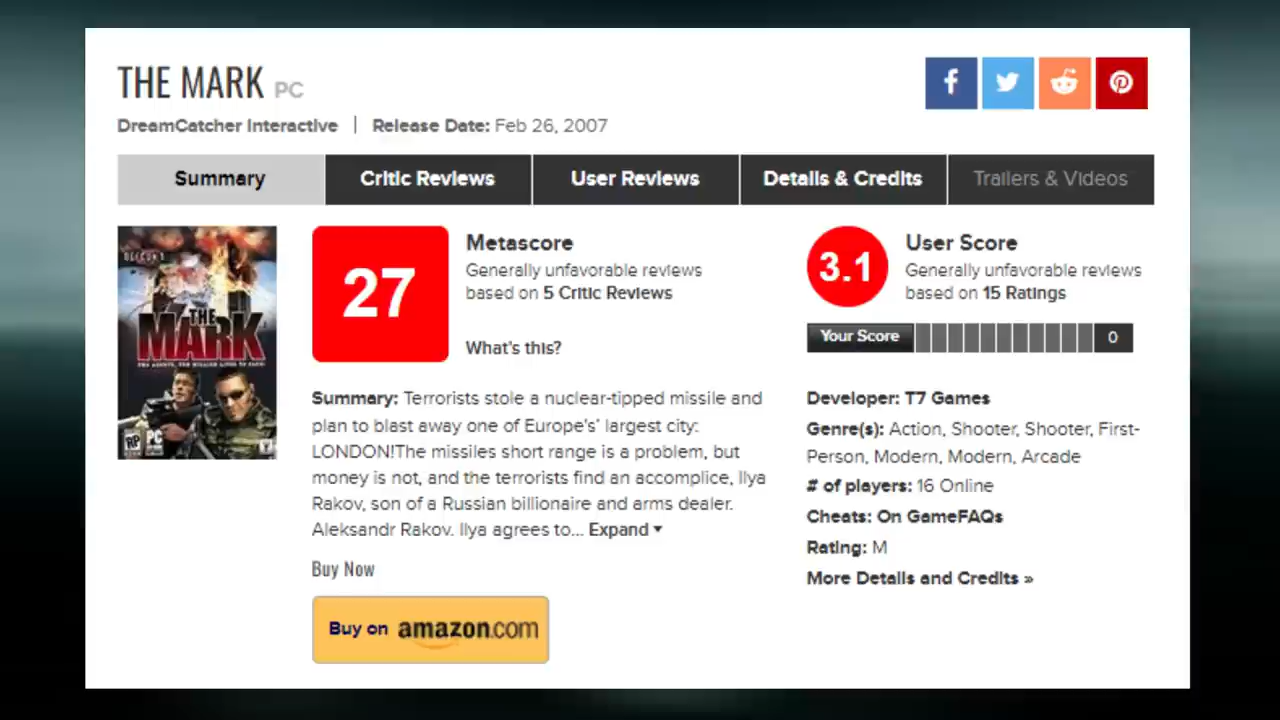 THE MARK PC
DreamCatcher Interactive | Release Date: Feb 26, 2007
Summary
Critic Reviews
User Reviews
Details & Credits
Trailers & Videos
THE
MARK
RP
PC
27
Metascore
Generally unfavorable reviews
based on 5 Critic Reviews
What's this?
3.1
User Score
Generally unfavorable reviews
based on 15 Ratings
Your Score
0
Summary: Terrorists stole a nuclear-tipped missile and
plan to blast away one of Europe's' largest city:
LONDON!The missiles short range is a problem, but
money is not, and the terrorists find an accomplice, Ilya
Rakov, son of a Russian billionaire and arms dealer.
Aleksandr Rakov. Ilya agrees to... Expand
Buy Now
Buy on amazon.com
Developer: T7 Games
Genre(s): Action, Shooter, Shooter, First-
Person, Modern, Modern, Arcade
# of players: 16 Online
Cheats: On GameFAQs
Rating: M
More Details and Credits »